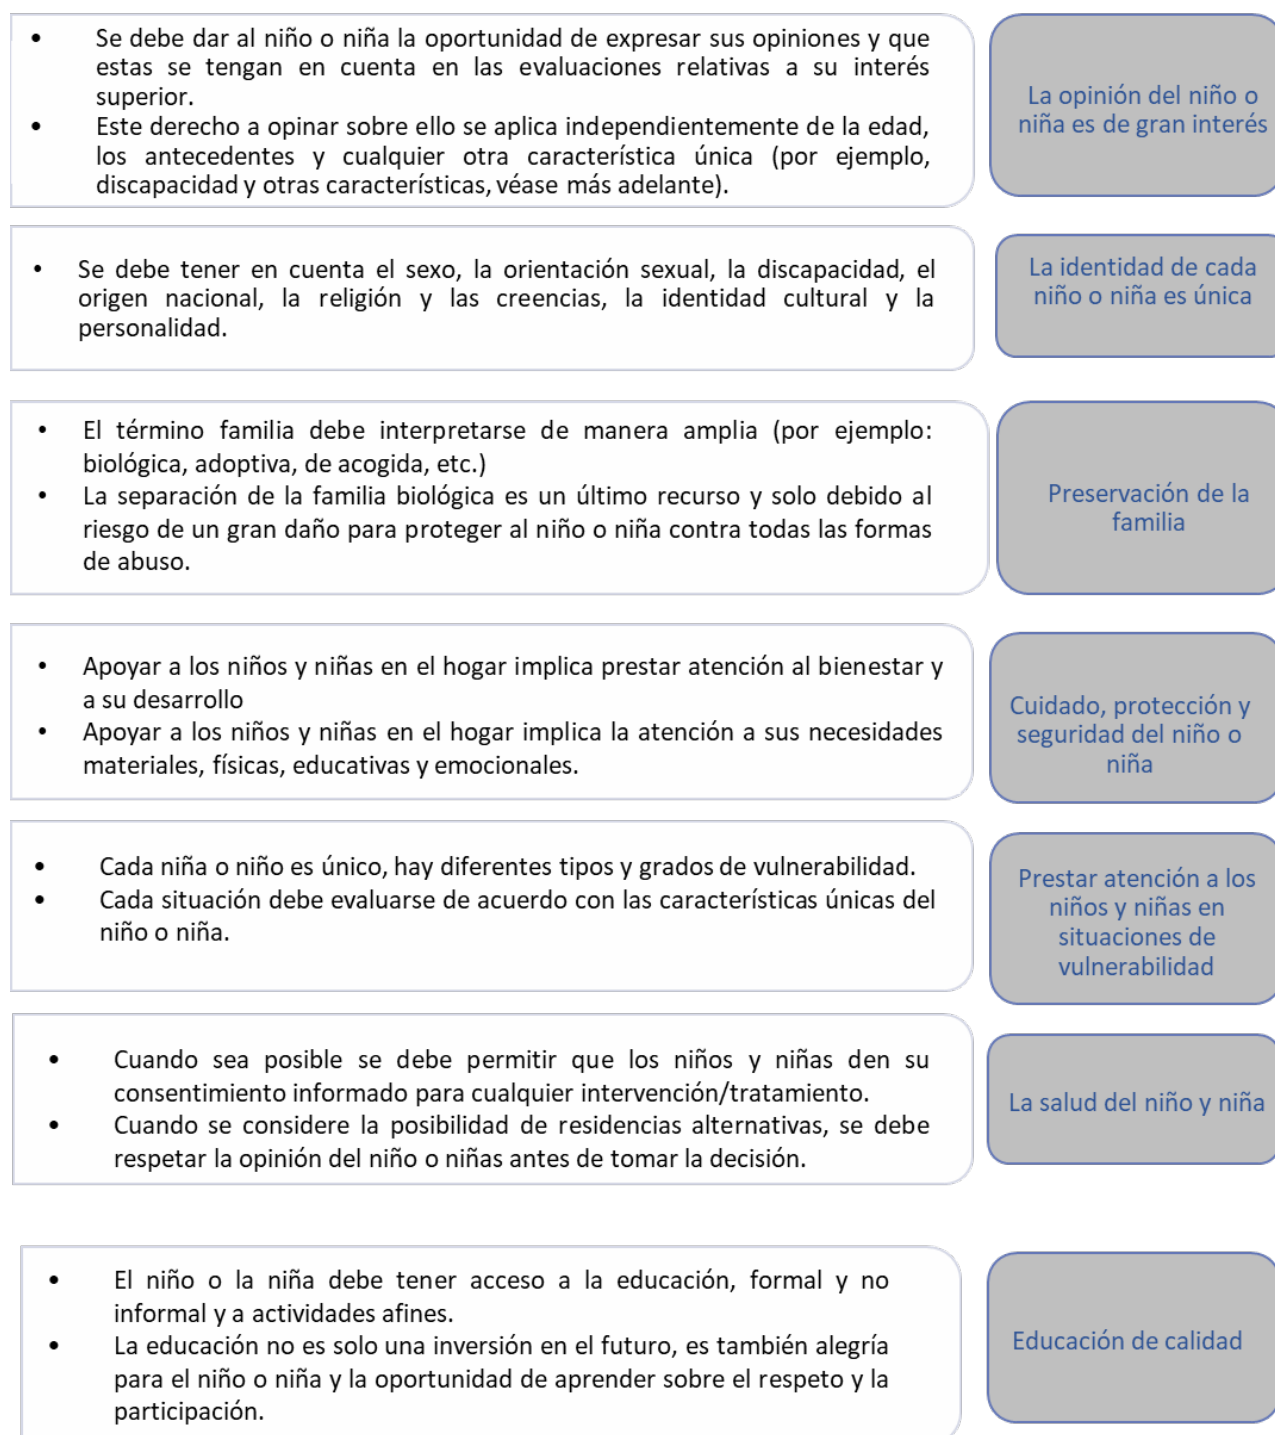 • Se debe dar al niño o niña la oportunidad de expresar sus opiniones y que
estas se tengan en cuenta en las evaluaciones relativas a su interés
superior.
• Este derecho a opinar sobre ello se aplica independientemente de la edad,
los antecedentes y cualquier otra característica única (por ejemplo,
discapacidad y otras características, véase más adelante).
La opinión del niño o
niña es de gran interés
• Se debe tener en cuenta el sexo, la orientación sexual, la discapacidad, el
origen nacional, la religión y las creencias, la identidad cultural y la
personalidad.
La identidad de cada
niño o niña es única
• El término familia debe interpretarse de manera amplia (por ejemplo:
biológica, adoptiva, de acogida, etc.)
• La separación de la familia biológica es un último recurso y solo debido al
riesgo de un gran daño para proteger al niño o niña contra todas las formas
de abuso.
Preservación de la
familia
• Apoyar a los niños y niñas en el hogar implica prestar atención al bienestar y
a su desarrollo
• Apoyar a los niños y niñas en el hogar implica la atención a sus necesidades
materiales, físicas, educativas y emocionales.
Cuidado, protección y
seguridad del niño o
niña
• Cada niña o niño es único, hay diferentes tipos y grados de vulnerabilidad.
• Cada situación debe evaluarse de acuerdo con las características únicas del
niño o niña.
Prestar atención a los
niños y niñas en
situaciones de
vulnerabilidad
• Cuando sea posible se debe permitir que los niños y niñas den su
consentimiento informado para cualquier intervención/tratamiento.
• Cuando se considere la posibilidad de residencias alternativas, se debe
respetar la opinión del niño o niñas antes de tomar la decisión.
La salud del niño y niña
• El niño o la niña debe tener acceso a la educación, formal y no
informal y a actividades afines.
• La educación no es solo una inversión en el futuro, es también alegría
para el niño o niña y la oportunidad de aprender sobre el respeto y la
participación.
Educación de calidad